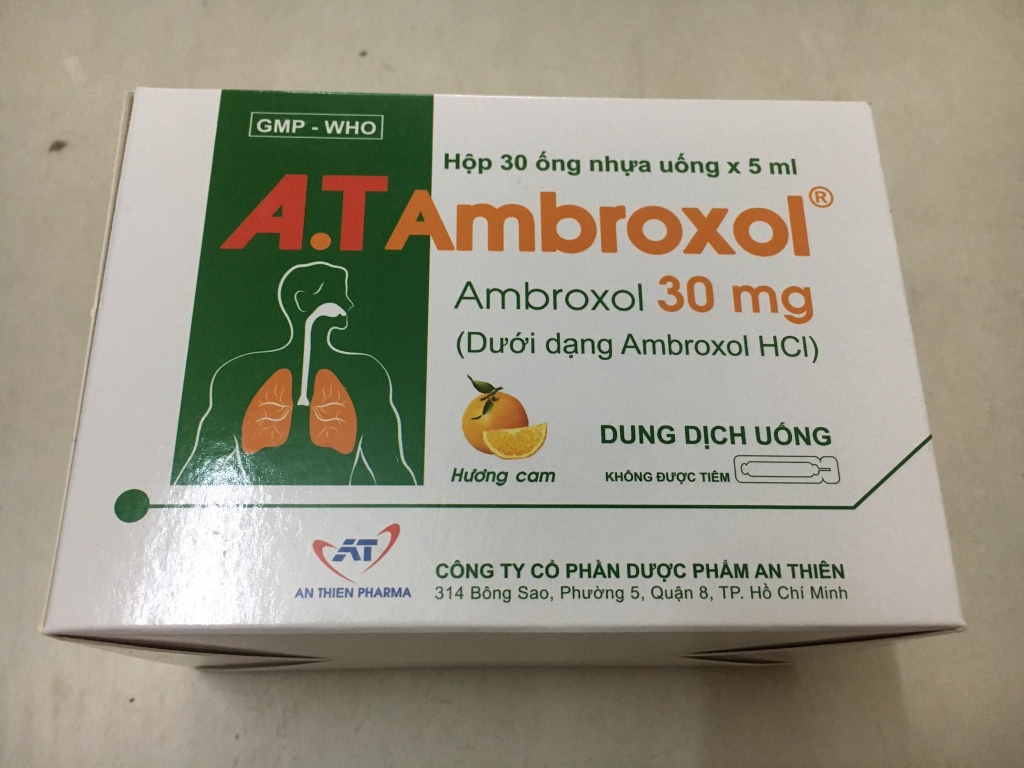 GMP - WHO
Hộp 30 ống nhựa uống x 5 ml
A.T Ambroxol®
Ambroxol 30 mg
(Dưới dạng Ambroxol HCl)
Hương cam
DUNG DỊCH UỐNG
KHÔNG ĐƯỢC TIÊM
AT
AN THIEN PHARMA
CÔNG TY CỔ PHẦN DƯỢC PHẨM AN THIÊN
314 Bông Sao, Phường 5, Quận 8, TP. Hồ Chí Minh